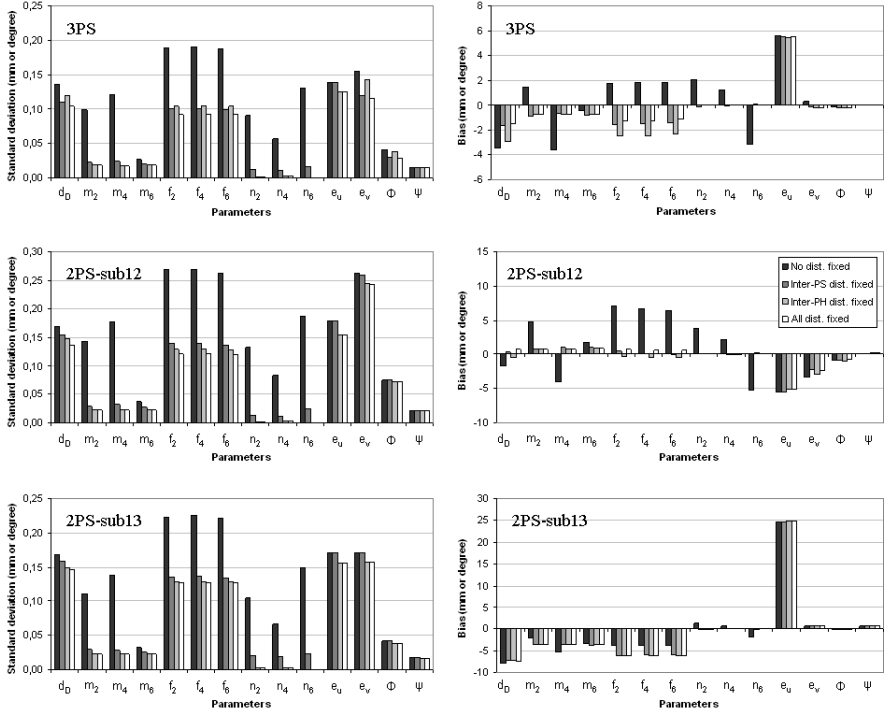 3PS
Standard deviation (mm or degree)
0,25
0,20
0,15
0,10
0,05
0,00
d_D m_2 m_4 m_6 f_2 f_4 f_6 n_2 n_4 n_6 e_u e_v Φ Ψ
Parameters
3PS
Bias (mm or degree)
8
6
4
2
0
-2
-4
-6
d_D m_2 m_4 m_6 f_2 f_4 f_6 n_2 n_4 n_6 e_u e_v Φ Ψ
Parameters
2PS-sub12
Standard deviation (mm or degree)
0,30
0,25
0,20
0,15
0,10
0,05
0,00
d_D m_2 m_4 m_6 f_2 f_4 f_6 n_2 n_4 n_6 e_u e_v Φ Ψ
Parameters
2PS-sub12
Bias (mm or degree)
15
10
5
0
-5
-10
No dist. fixed
Inter-PS dist. fixed
Inter-PH dist. fixed
All dist. fixed
d_D m_2 m_4 m_6 f_2 f_4 f_6 n_2 n_4 n_6 e_u e_v Φ Ψ
Parameters
2PS-sub13
Standard deviation (mm or degree)
0,25
0,20
0,15
0,10
0,05
0,00
d_D m_2 m_4 m_6 f_2 f_4 f_6 n_2 n_4 n_6 e_u e_v Φ Ψ
Parameters
2PS-sub13
Bias (mm or degree)
30
25
20
15
10
5
0
-5
-10
d_D m_2 m_4 m_6 f_2 f_4 f_6 n_2 n_4 n_6 e_u e_v Φ Ψ
Parameters